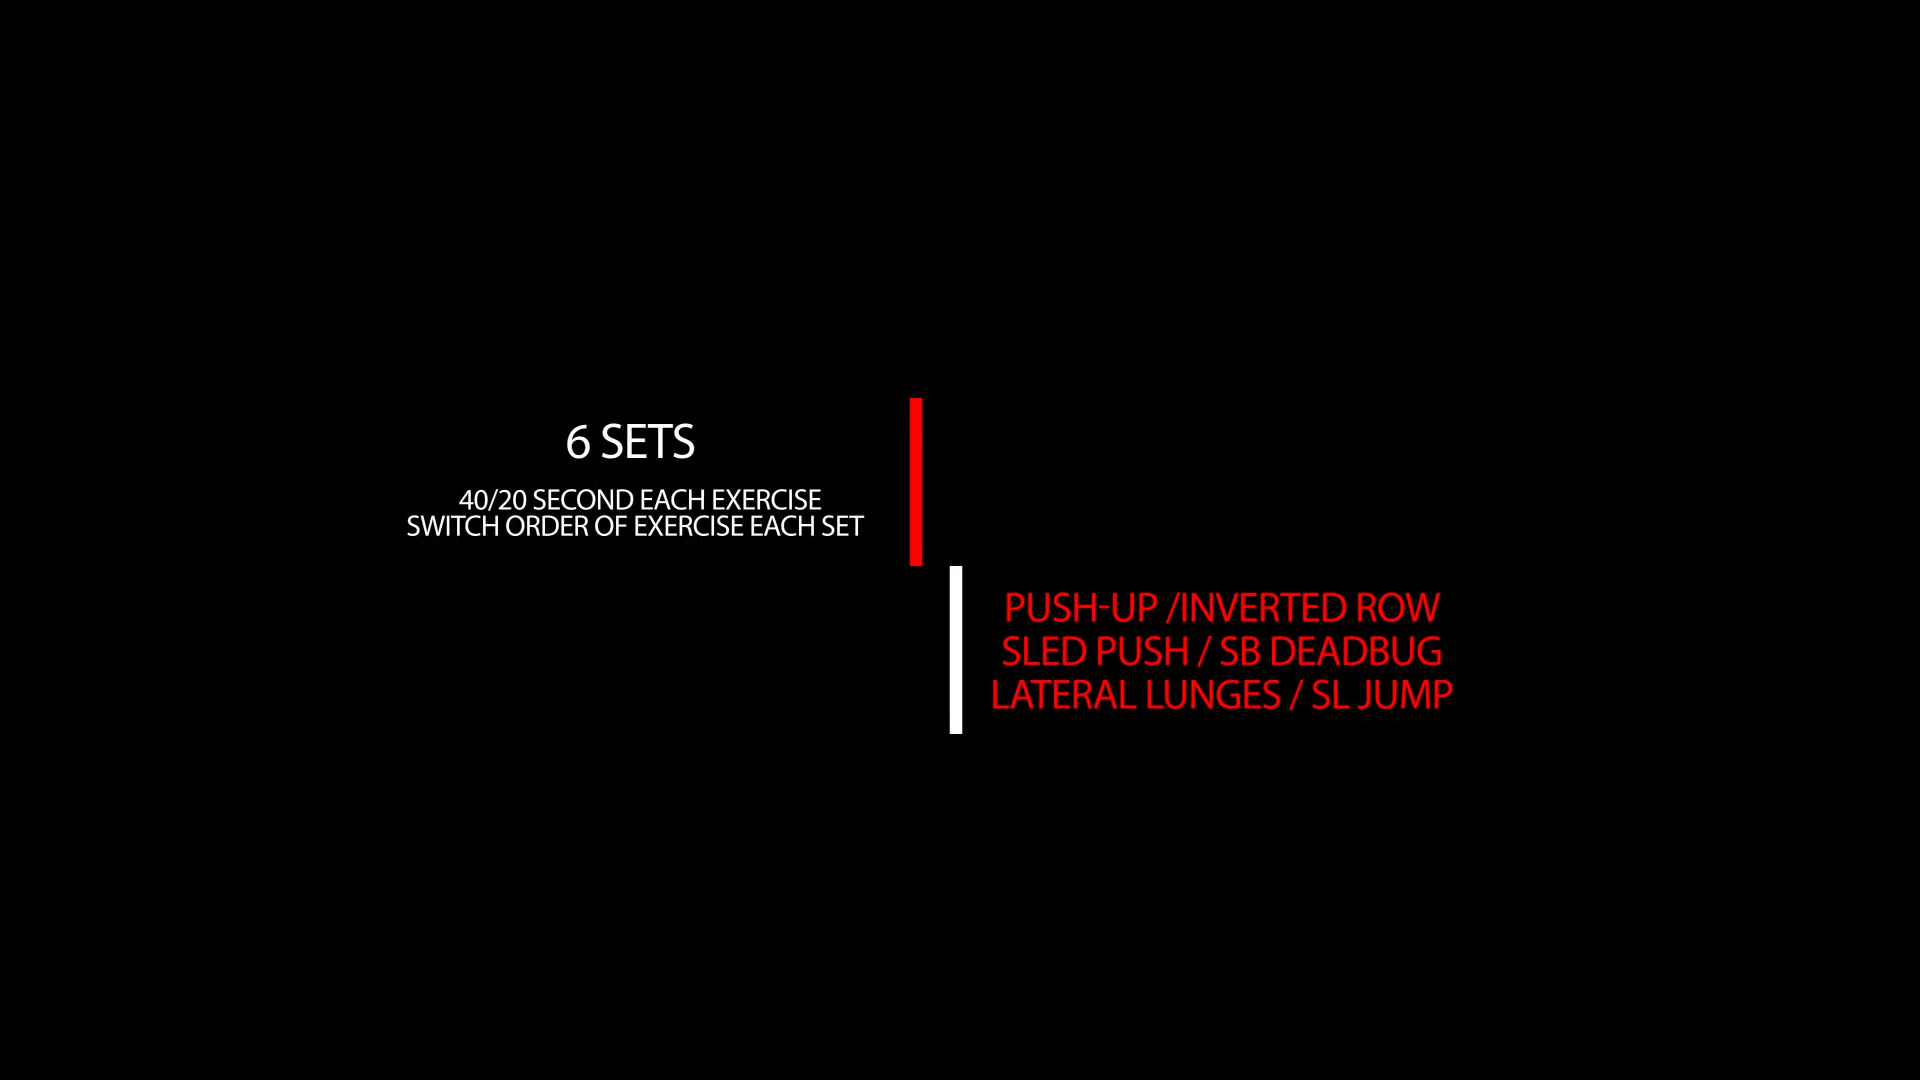 6 SETS
40/20 SECOND EACH EXERCISE
SWITCH ORDER OF EXERCISE EACH SET
PUSH-UP /INVERTED ROW
SLED PUSH / SB DEADBUG
LATERAL LUNGES / SL JUMP